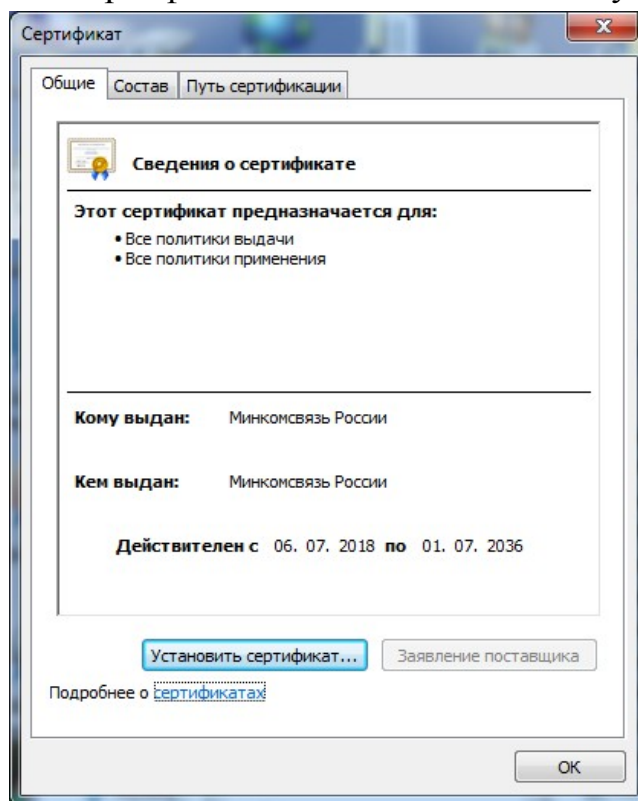 Сертификат
Общие Состав Путь сертификации
Сведения о сертификате
Этот сертификат предназначается для:
• Все политики выдачи
• Все политики применения
Кому выдан: Минкомсвязь России
Кем выдан: Минкомсвязь России
Действителен с 06. 07. 2018 по 01. 07. 2036
Установить сертификат... Заявление поставщика
Подробнее о сертификатах
ОК